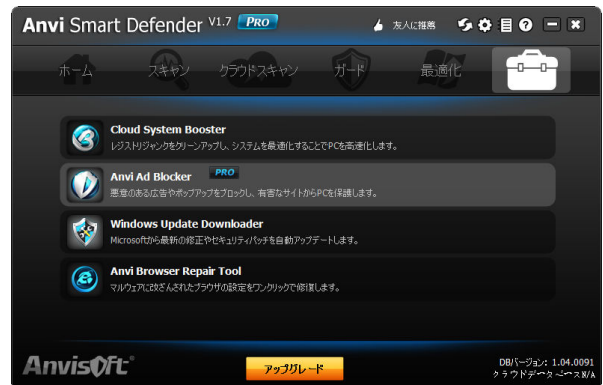 Anvi Smart Defender V1.7 PRO
友人に推薦
ホーム スキャン クラウドスキャン ガード 最適化
Cloud System Booster
レジストリジャンクをクリーンアップし、システムを最適化することでPCを高速化します。
Anvi Ad Blocker PRO
悪意のある広告やポップアップをブロックし、有害なサイトからPCを保護します。
Windows Update Downloader
Microsoftから最新の修正やセキュリティパッチを自動アップデートします。
Anvi Browser Repair Tool
マルウェアに改ざんされたブラウザの設定をワンクリックで修復します。
Anvisoft
アップグレード
DBバージョン: 1.04.0091
クラウドデータベースN/A